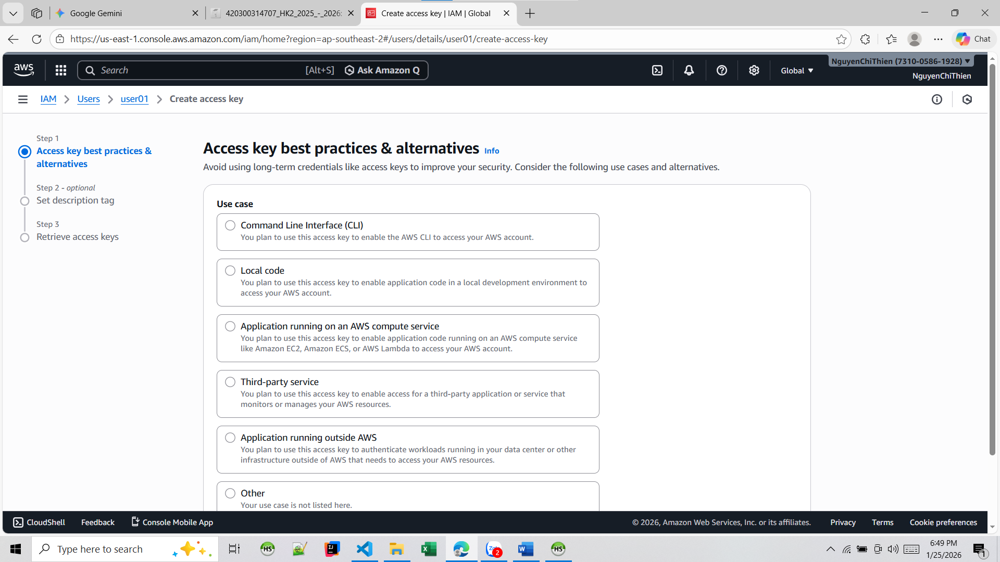 Google Gemini
420300314707_HK2_2025_-_2026:
Create access key | IAM | Global
https://us-east-1.console.aws.amazon.com/iam/home?region=ap-southeast-2#/users/details/user01/create-access-key
Chat
aws
Search
[Alt+S]
Ask Amazon Q
Global
NguyenChiThien (7310-0586-1928)
NguyenChiThien
IAM
Users
user01
Create access key
Step 1
Access key best practices &
alternatives
Step 2 - optional
Set description tag
Step 3
Retrieve access keys
Access key best practices & alternatives Info
Avoid using long-term credentials like access keys to improve your security. Consider the following use cases and alternatives.
Use case
Command Line Interface (CLI)
You plan to use this access key to enable the AWS CLI to access your AWS account.
Local code
You plan to use this access key to enable application code in a local development environment to
access your AWS account.
Application running on an AWS compute service
You plan to use this access key to enable application code running on an AWS compute service
like Amazon EC2, Amazon ECS, or AWS Lambda to access your AWS account.
Third-party service
You plan to use this access key to enable access for a third-party application or service that
monitors or manages your AWS resources.
Application running outside AWS
You plan to use this access key to authenticate workloads running in your data center or other
infrastructure outside of AWS that needs to access your AWS resources.
Other
Your use case is not listed here.
CloudShell
Feedback
Console Mobile App
© 2026, Amazon Web Services, Inc. or its affiliates.
Privacy
Terms
Cookie preferences
Type here to search
HS
IJ
2
W
HS
6:49 PM
1/25/2026
1